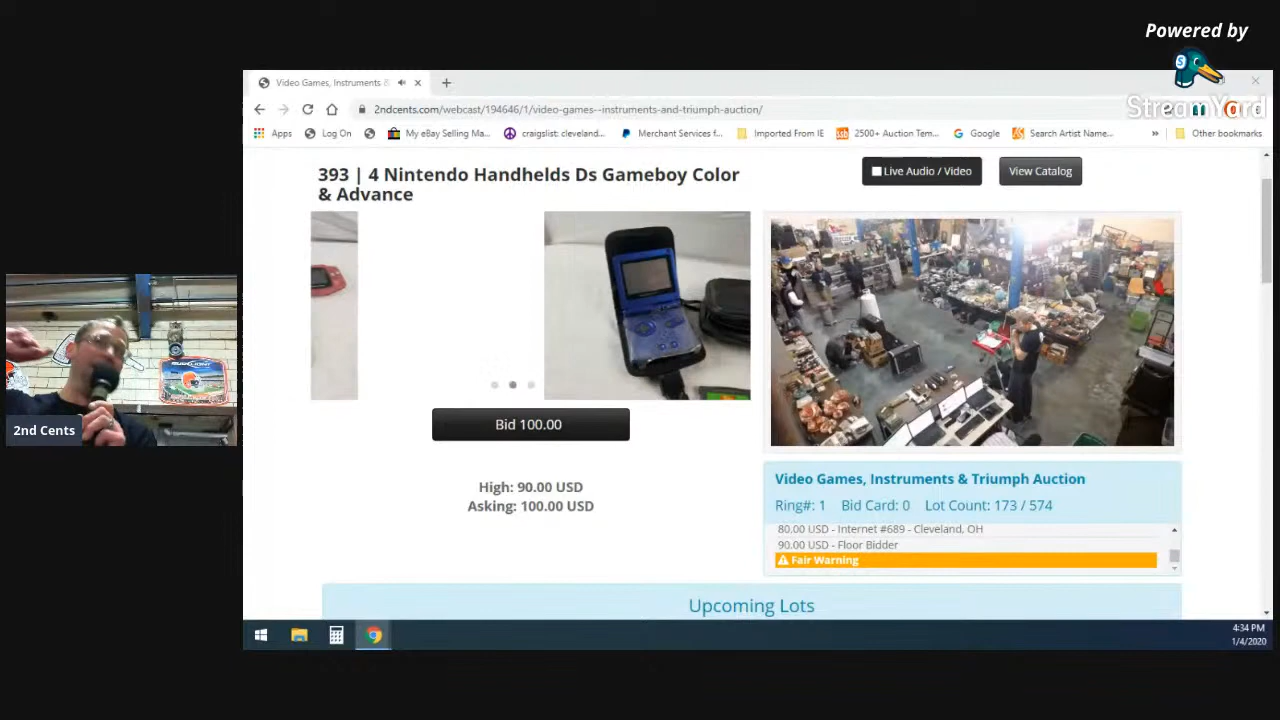 Powered by
StreamYard
Video Games, Instruments &
2ndcents.com/webcast/194646/1/video-games--instruments-and-triumph-auction/
Apps
Log On
My eBay Selling Ma...
craigslist: cleveland...
Merchant Services f...
Imported From IE
2500+ Auction Tem...
Google
Search Artist Name...
»
Other bookmarks
393 | 4 Nintendo Handhelds Ds Gameboy Color
& Advance
Live Audio / Video
View Catalog
Bid 100.00
High: 90.00 USD
Asking: 100.00 USD
Video Games, Instruments & Triumph Auction
Ring#: 1 Bid Card: 0 Lot Count: 173 / 574
80.00 USD - Internet #689 - Cleveland, OH
90.00 USD - Floor Bidder
Fair Warning
Upcoming Lots
2nd Cents
4:34 PM
1/4/2020